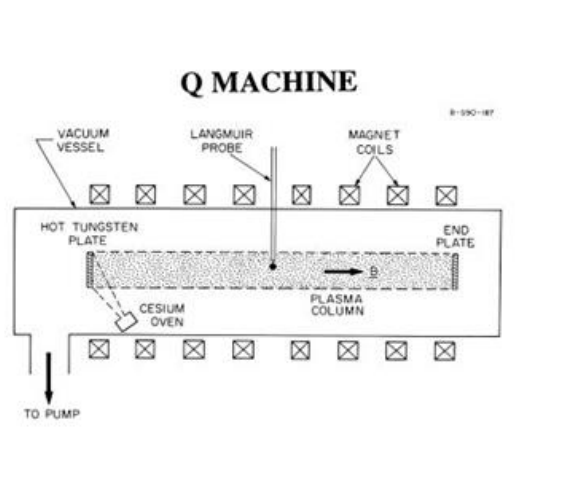 Q MACHINE
VACUUM
VESSEL
LANGMUIR
PROBE
MAGNET
COILS
HOT TUNGSTEN
PLATE
END
PLATE
B
PLASMA
COLUMN
CESIUM
OVEN
TO PUMP